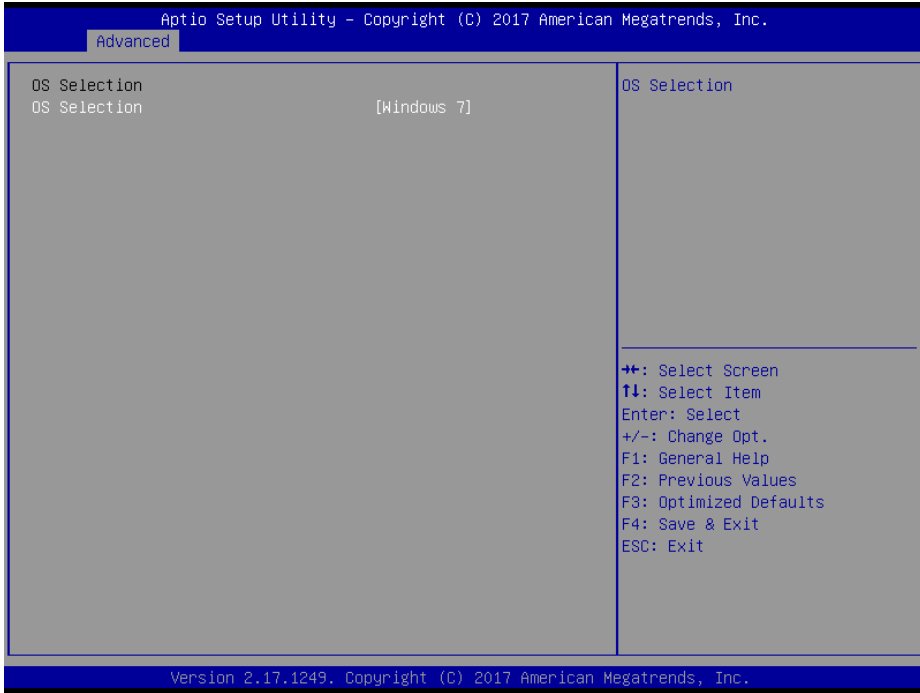 Aptio Setup Utility – Copyright (C) 2017 American Megatrends, Inc.
Advanced
OS Selection
OS Selection [Windows 7]
OS Selection
→←: Select Screen
↑↓: Select Item
Enter: Select
+/-: Change Opt.
F1: General Help
F2: Previous Values
F3: Optimized Defaults
F4: Save & Exit
ESC: Exit
Version 2.17.1249. Copyright (C) 2017 American Megatrends, Inc.